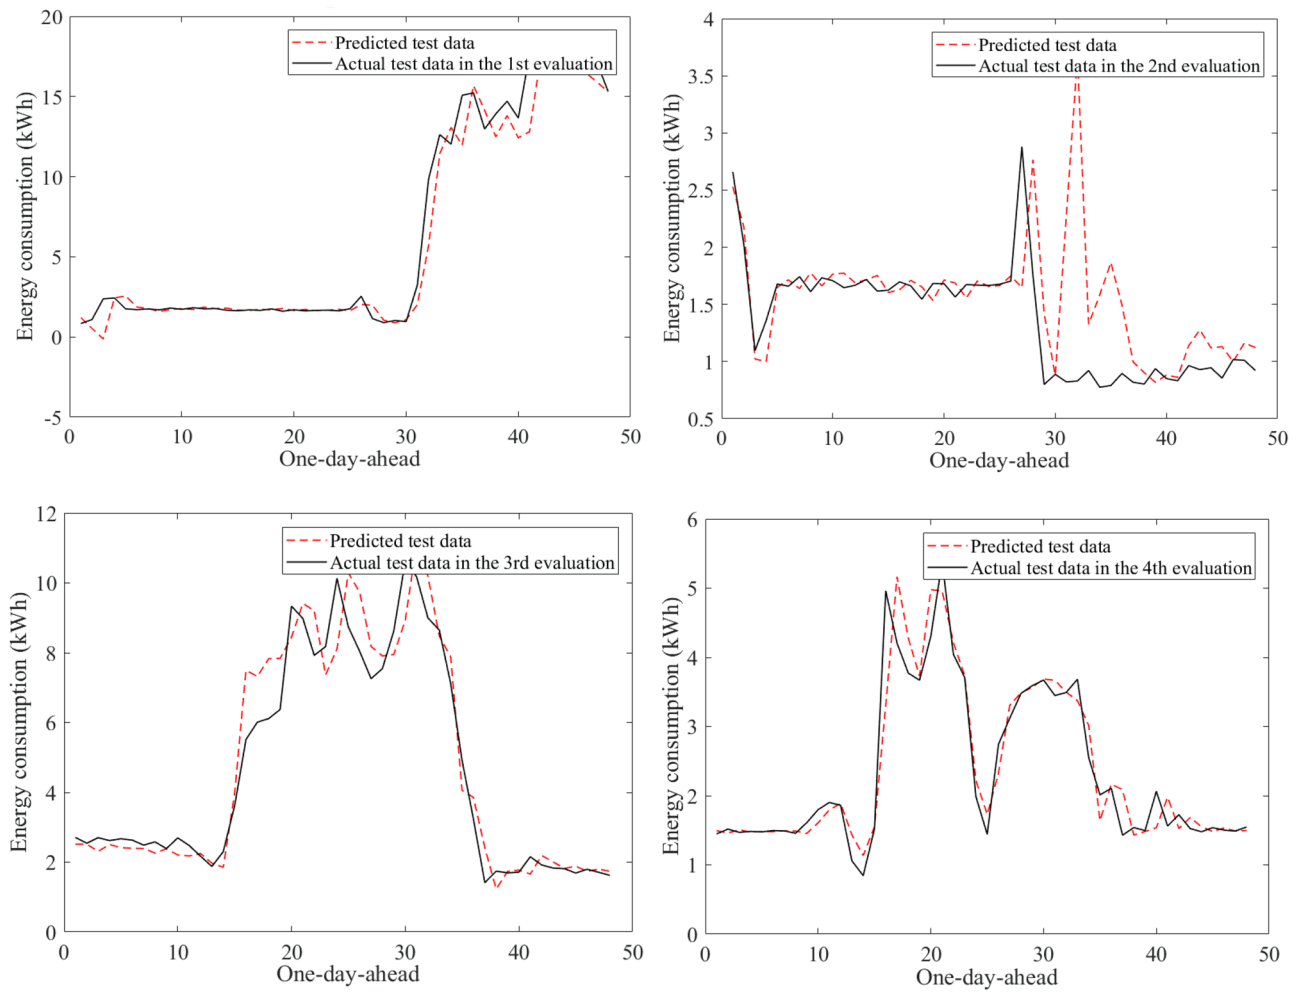 20
15
10
5
0
-5
Energy consumption (kWh)
Predicted test data
Actual test data in the 1st evaluation
0 10 20 30 40 50
One-day-ahead
4
3.5
3
2.5
2
1.5
1
0.5
Energy consumption (kWh)
Predicted test data
Actual test data in the 2nd evaluation
0 10 20 30 40 50
One-day-ahead
12
10
8
6
4
2
0
Energy consumption (kWh)
Predicted test data
Actual test data in the 3rd evaluation
0 10 20 30 40 50
One-day-ahead
6
5
4
3
2
1
0
Energy consumption (kWh)
Predicted test data
Actual test data in the 4th evaluation
0 10 20 30 40 50
One-day-ahead